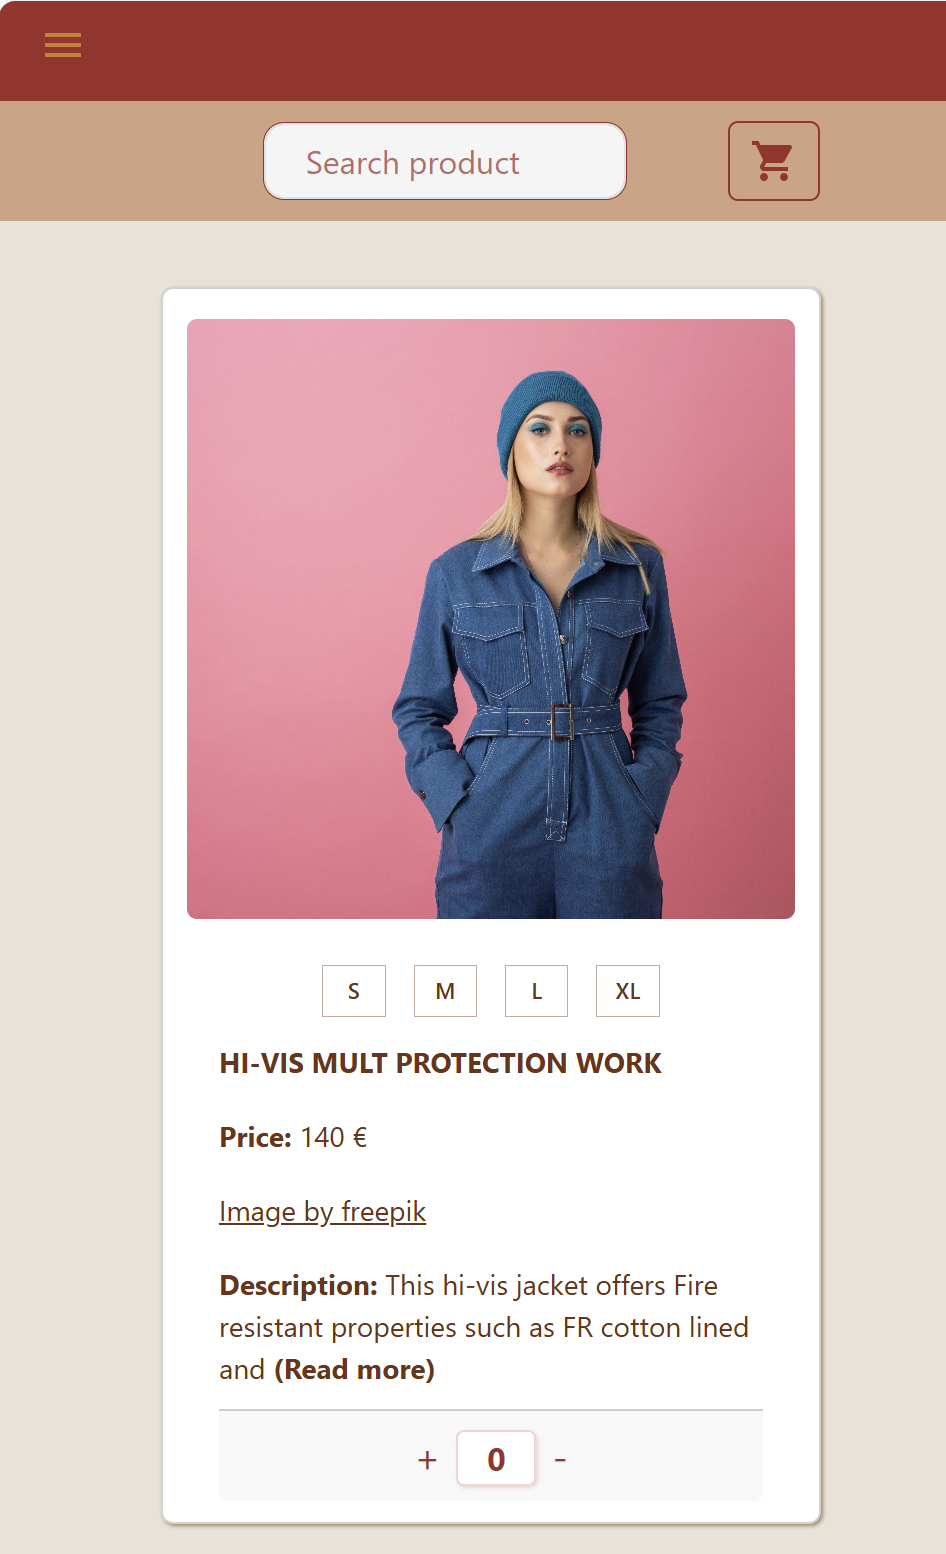 Search product
S M L XL
HI-VIS MULT PROTECTION WORK
Price: 140 €
Image by freepik
Description: This hi-vis jacket offers Fire
resistant properties such as FR cotton lined
and (Read more)
+ 0 -